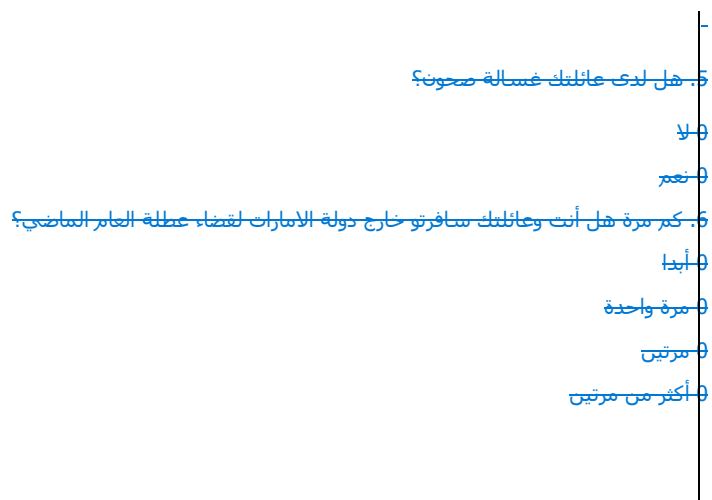 5. هل لدى عائلتك غسالة صحون؟
0 لا
0 نعم
6. كم مرة هل أنت وعائلتك سافرتو خارج دولة الامارات لقضاء عطلة العام الماضي؟
0 أبدا
0 مرة واحدة
0 مرتين
0 أكثر من مرتين